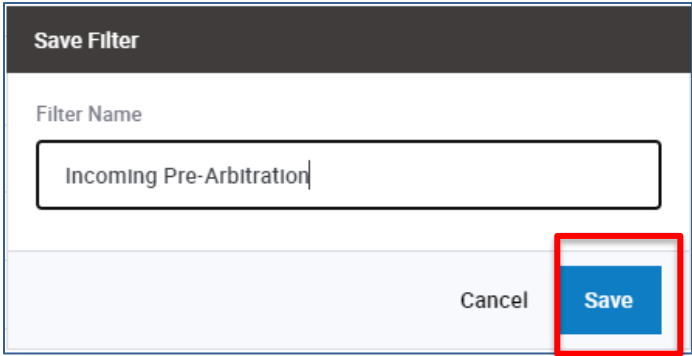 Save Filter
Filter Name
Incoming Pre-Arbitration
Cancel
Save